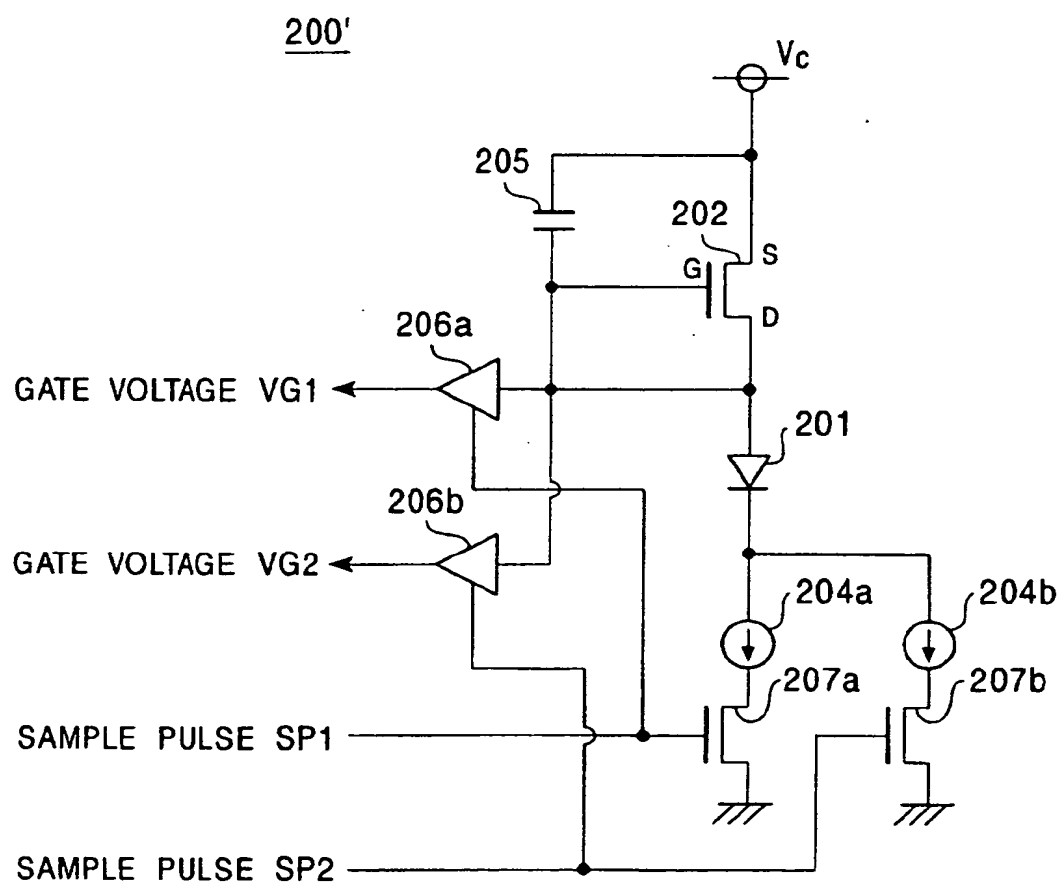 200'
Vc
205
202
S
G
D
206a
GATE VOLTAGE VG1
201
206b
GATE VOLTAGE VG2
204a
204b
207a
207b
SAMPLE PULSE SP1
SAMPLE PULSE SP2